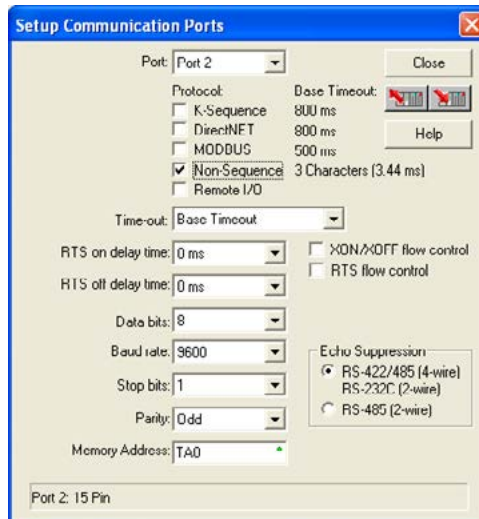 Setup Communication Ports
Port: Port 2
Close
Protocol: Base Timeout:
K-Sequence 800 ms
DirectNET 800 ms
Help
MODBUS 500 ms
Non-Sequence 3 Characters (3.44 ms)
Remote I/O
Time-out: Base Timeout
RTS on delay time: 0 ms
XON/XOFF flow control
RTS off delay time: 0 ms
RTS flow control
Data bits: 8
Baud rate: 9600
Echo Suppression
RS-422/485 (4-wire)
RS-232C (2-wire)
Stop bits: 1
RS-485 (2-wire)
Parity: Odd
Memory Address: TA0
Port 2: 15 Pin